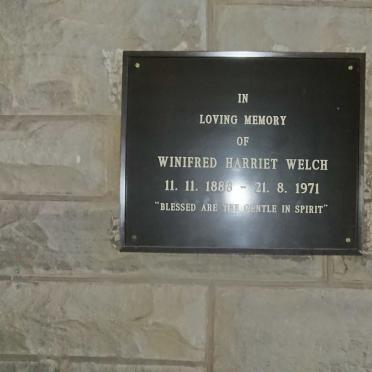 IN
LOVING MEMORY
OF
WINIFRED HARRIET WELCH
11. 11. 1888 - 21. 8. 1971
"BLESSED ARE THE GENTLE IN SPIRIT"